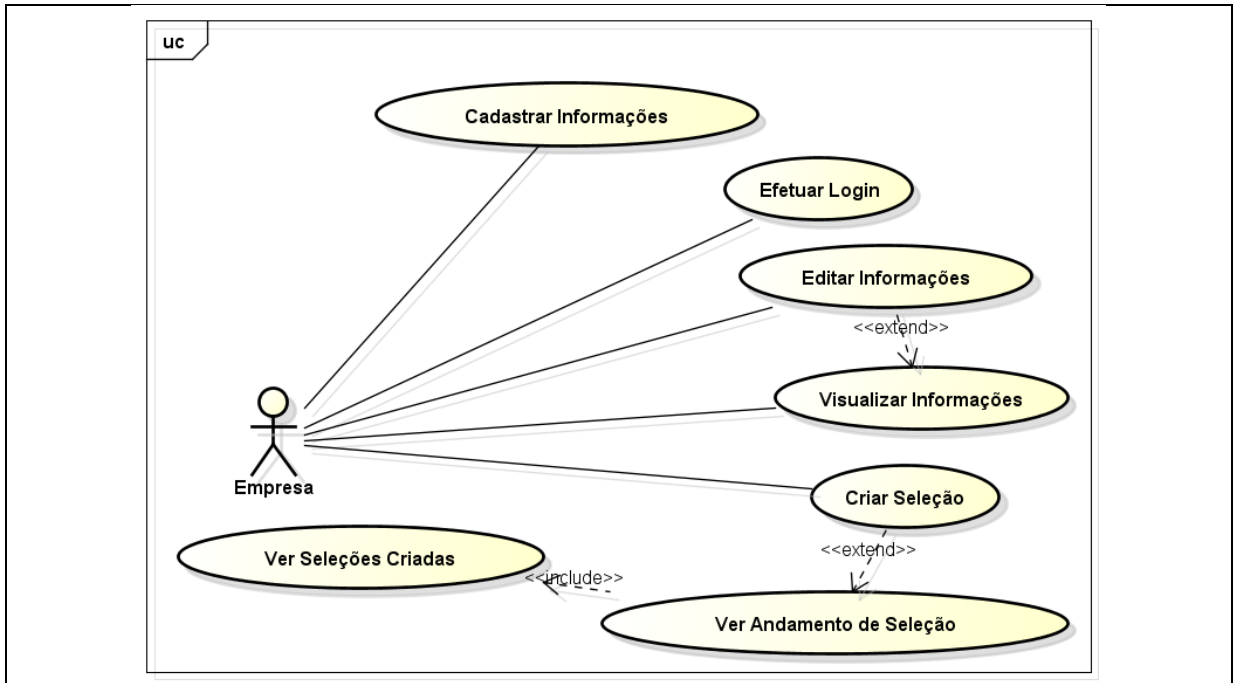 uc
Cadastrar Informações
Efetuar Login
Editar Informações
<<extend>>
Visualizar Informações
Empresa
Criar Seleção
<<extend>>
Ver Seleções Criadas
<<include>>
Ver Andamento de Seleção